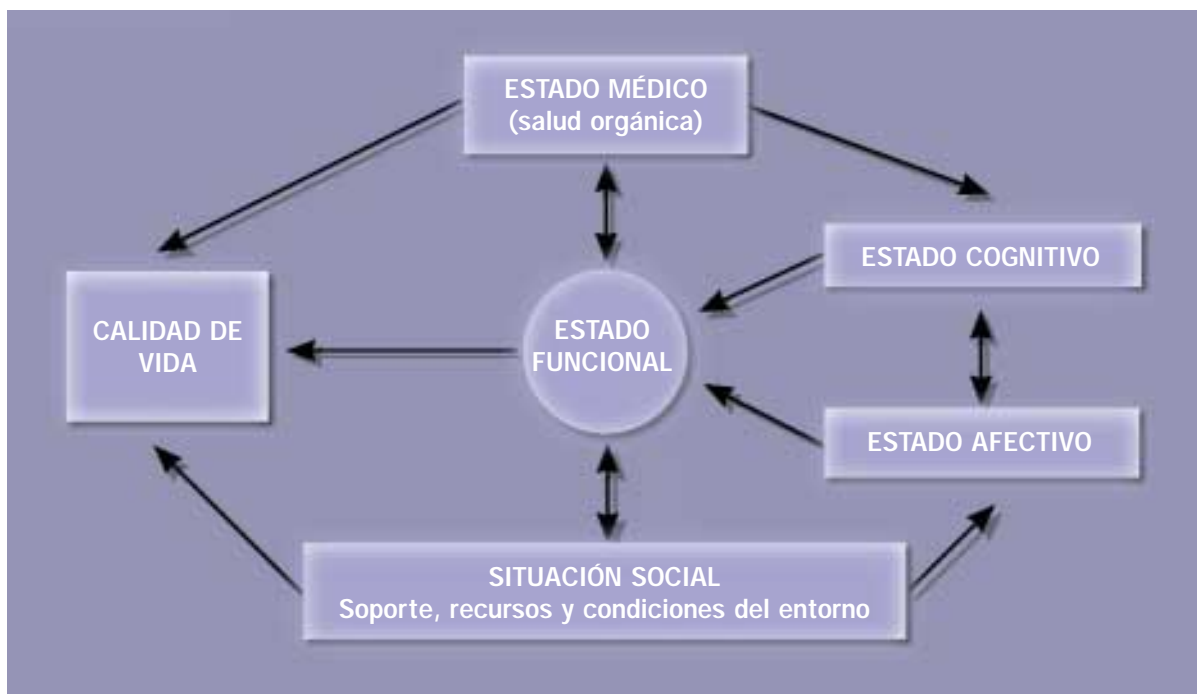 ESTADO MÉDICO
(salud orgánica)
ESTADO COGNITIVO
CALIDAD DE
VIDA
ESTADO
FUNCIONAL
ESTADO AFECTIVO
SITUACIÓN SOCIAL
Soporte, recursos y condiciones del entorno